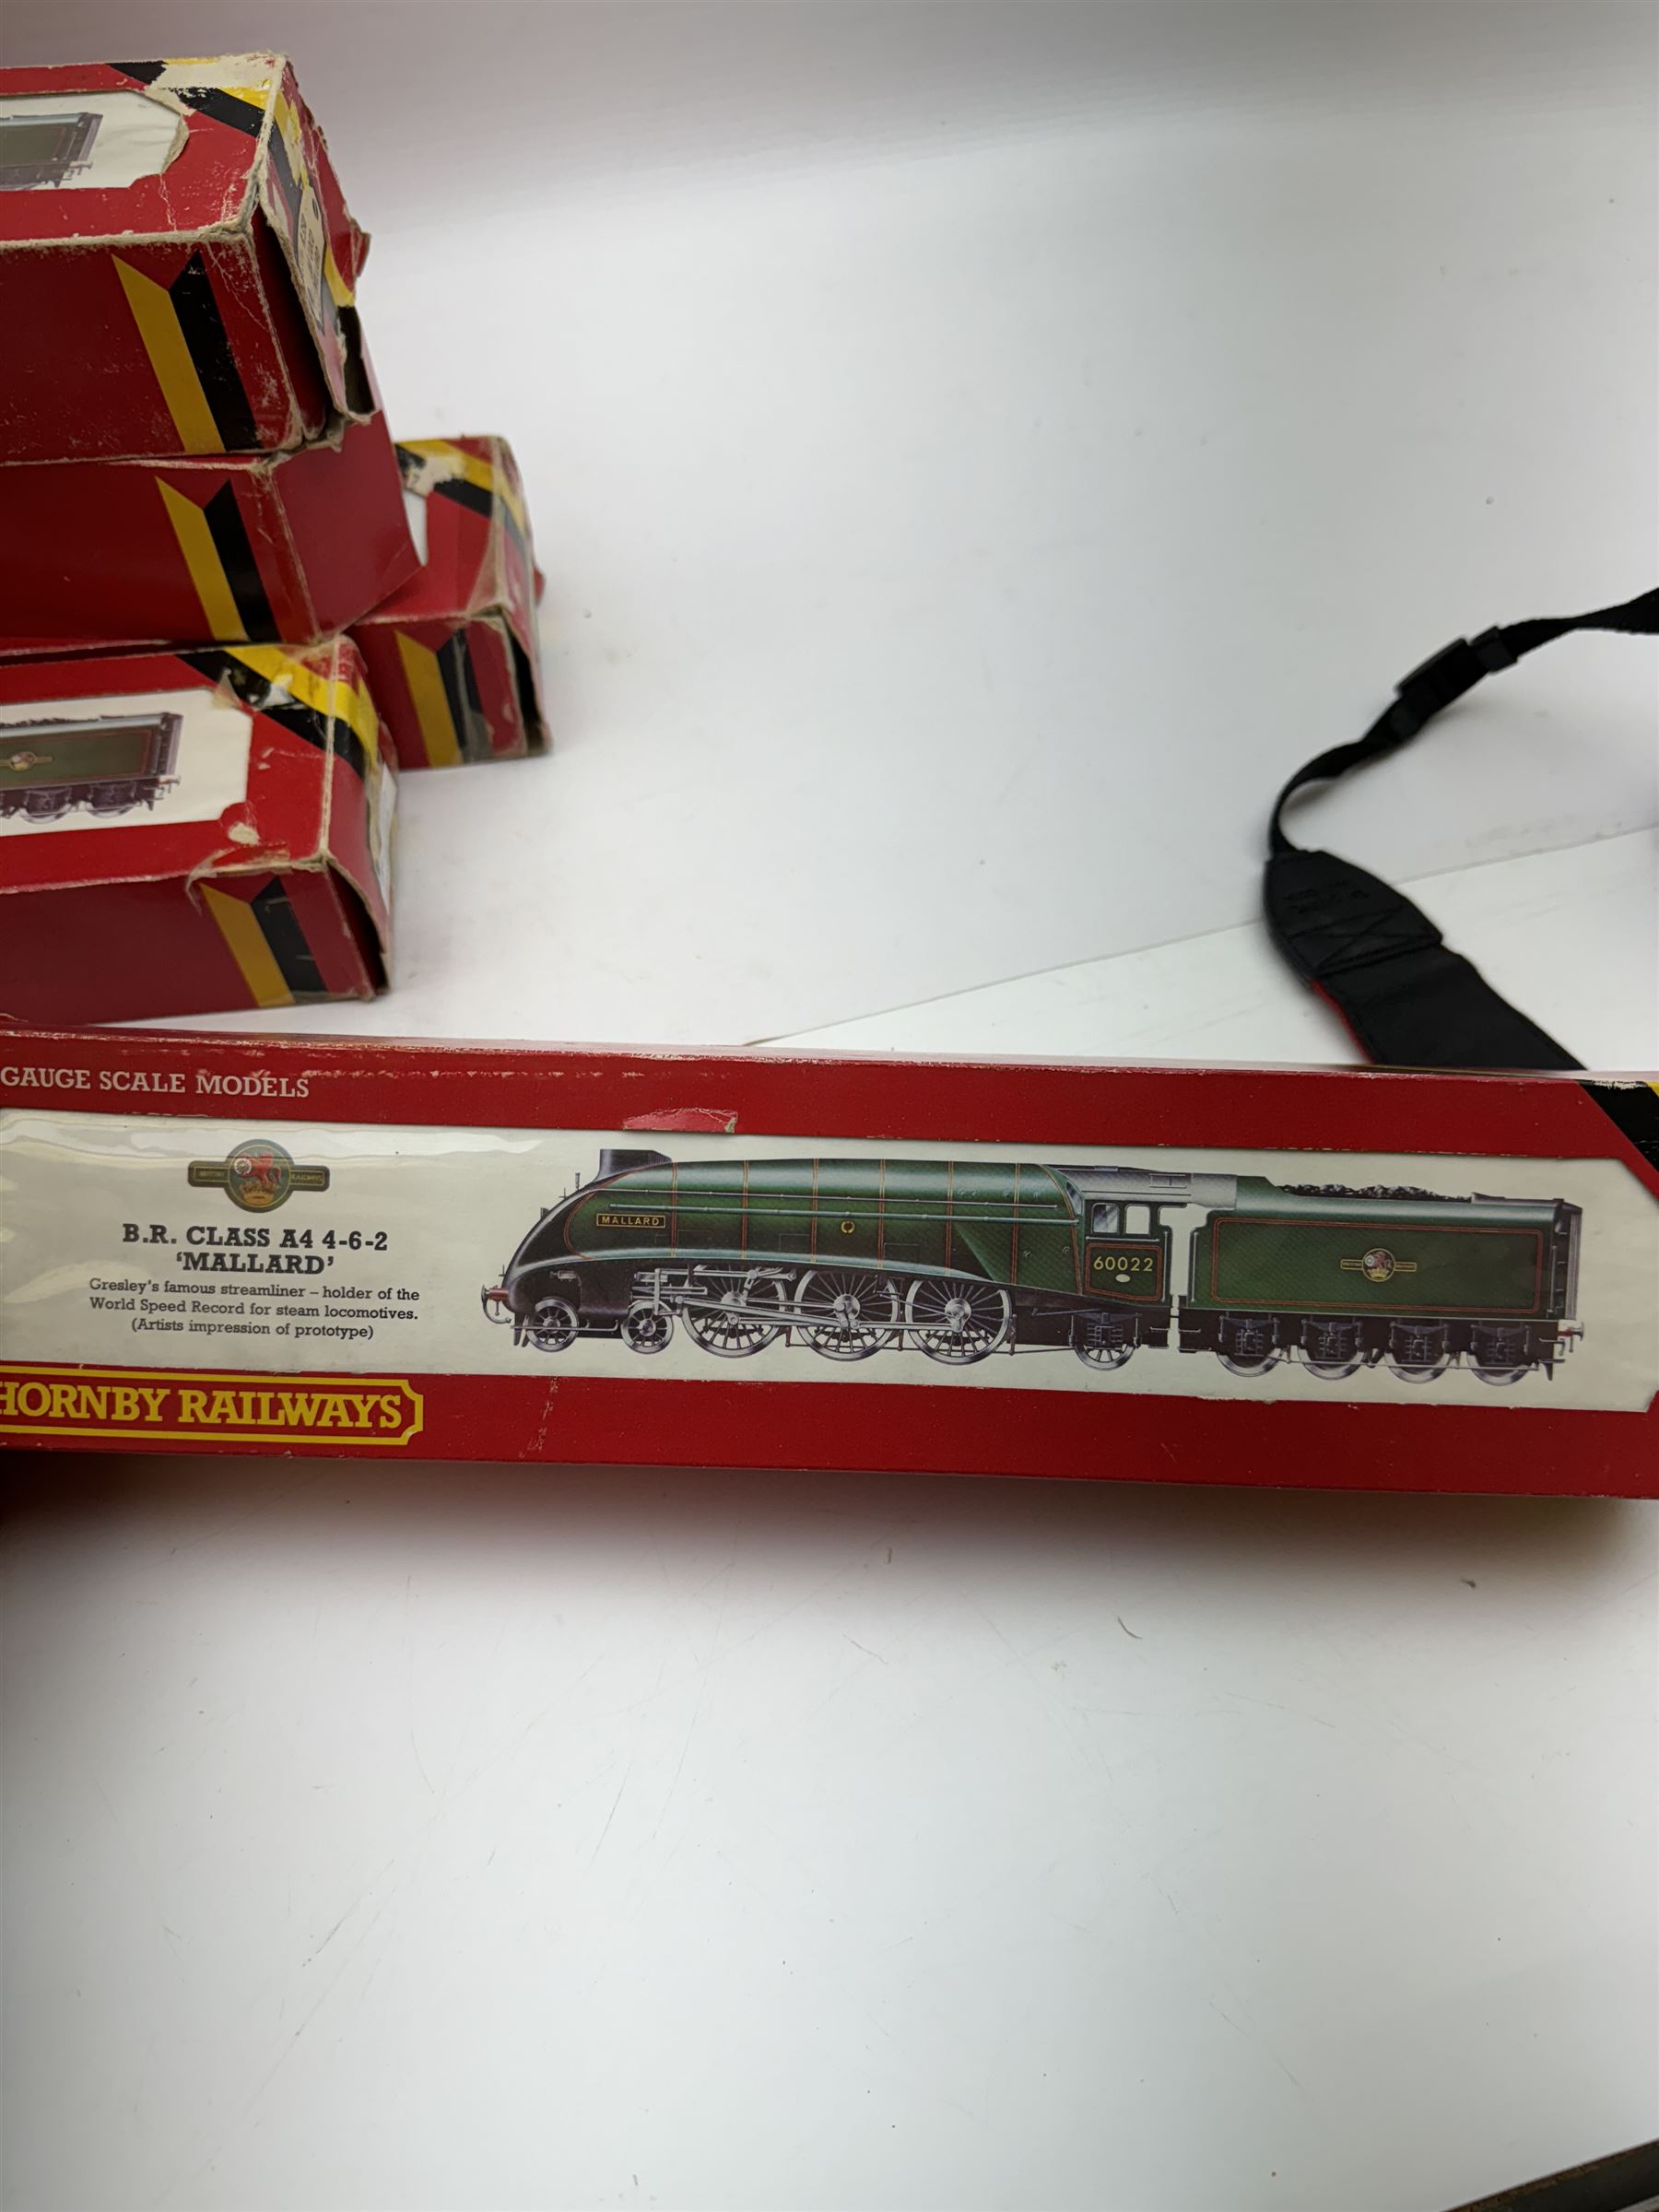 GAUGE SCALE MODELS
B.R. CLASS A4 4-6-2
‘MALLARD’
Gresley's famous streamliner – holder of the
World Speed Record for steam locomotives.
(Artists impression of prototype)
MALLARD
60022
HORNBY RAILWAYS